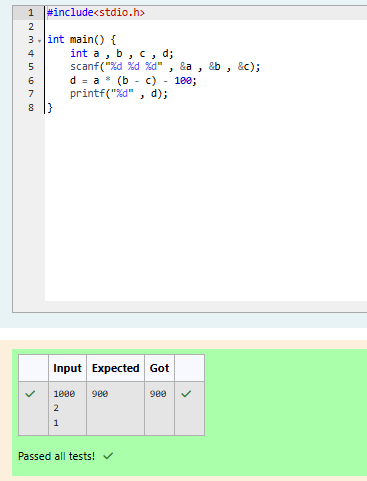 1 #include<stdio.h>
2
3 int main() {
4 int a , b , c , d;
5 scanf("%d %d %d" , &a , &b , &c);
6 d = a * (b - c) - 100;
7 printf("%d" , d);
8 }
Input Expected Got
✓ 1000 900 900 ✓
2
1
Passed all tests! ✓